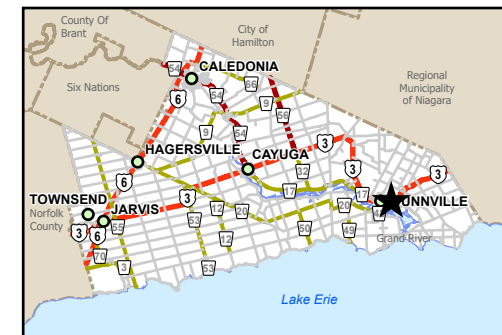 County Of
Brant
City of
Hamilton
54
CALEDONIA
Six Nations
Regional
Municipality
of Niagara
6
54
66
9
56
9
54
3
HAGERSVILLE
CAYUGA
3
3
6
32
17
TOWNSEND
3
17
UNNVILLE
Norfolk
County
JARVIS
12
20
20
3
6
55
53
12
50
49
Grand River
70
3
53
Lake Erie